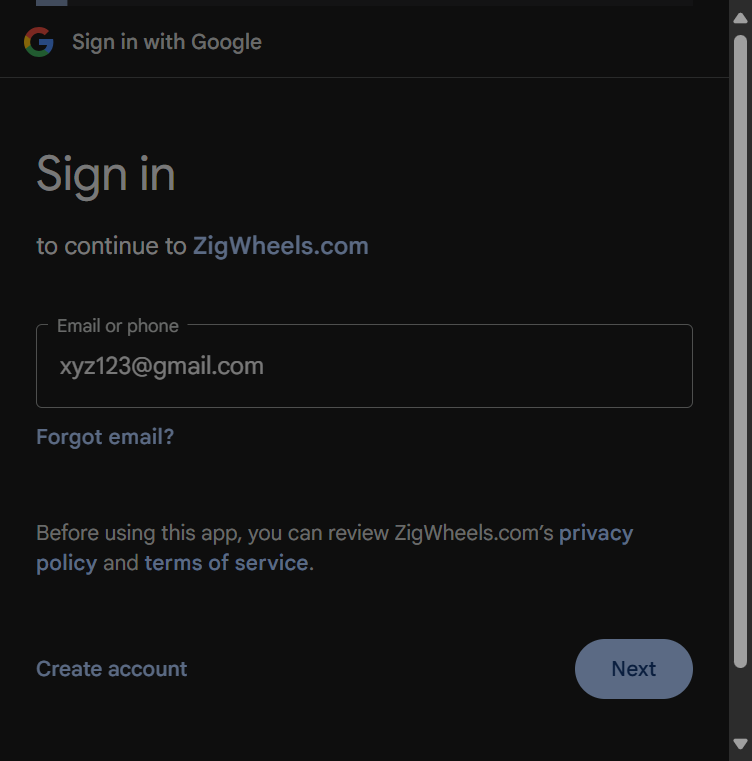 Sign in with Google
Sign in
to continue to ZigWheels.com
Email or phone
xyz123@gmail.com
Forgot email?
Before using this app, you can review ZigWheels.com’s privacy
policy and terms of service.
Create account
Next